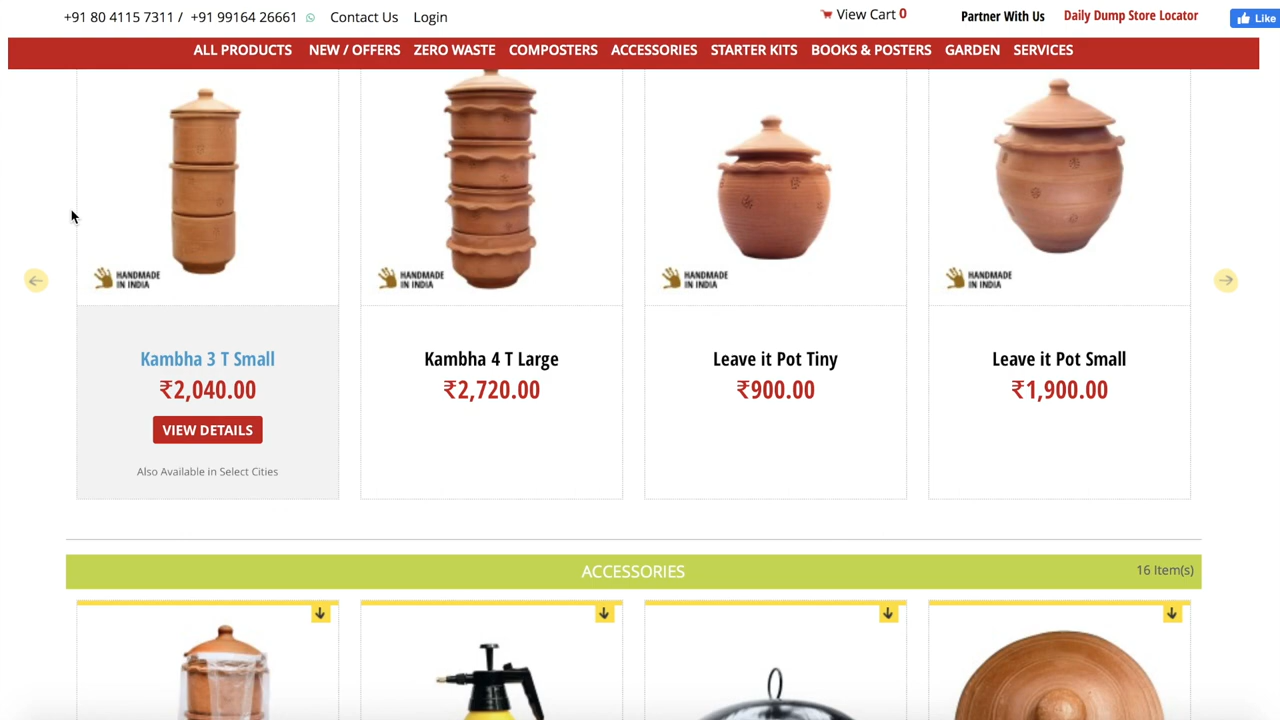 +91 80 4115 7311 / +91 99164 26661 Contact Us Login View Cart 0 Partner With Us Daily Dump Store Locator Like
ALL PRODUCTS NEW / OFFERS ZERO WASTE COMPOSTERS ACCESSORIES STARTER KITS BOOKS & POSTERS GARDEN SERVICES
HANDMADE
IN INDIA
HANDMADE
IN INDIA
HANDMADE
IN INDIA
HANDMADE
IN INDIA
Kambha 3 T Small
₹2,040.00
VIEW DETAILS
Also Available in Select Cities
Kambha 4 T Large
₹2,720.00
Leave it Pot Tiny
₹900.00
Leave it Pot Small
₹1,900.00
ACCESSORIES 16 Item(s)